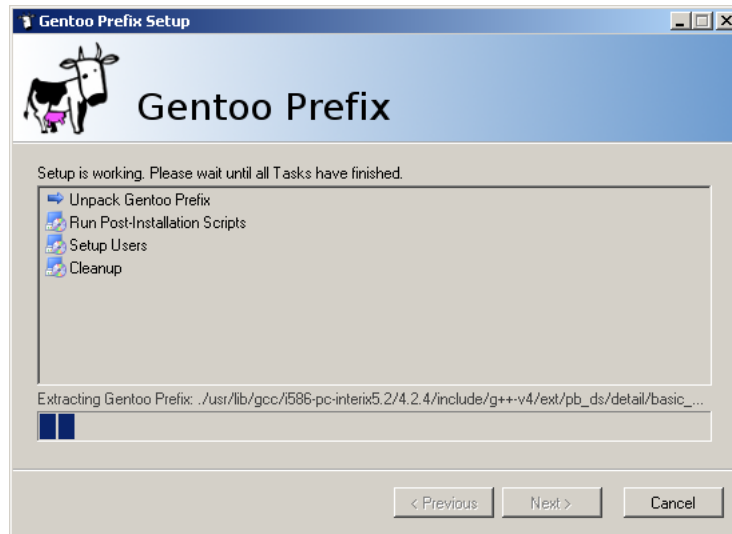 Gentoo Prefix Setup
Gentoo Prefix
Setup is working. Please wait until all Tasks have finished.
Unpack Gentoo Prefix
Run Post-Installation Scripts
Setup Users
Cleanup
Extracting Gentoo Prefix: ./usr/lib/gcc/i586-pc-interix5.2/4.2.4/include/g++-v4/ext/pb_ds/detail/basic_...
< Previous
Next >
Cancel